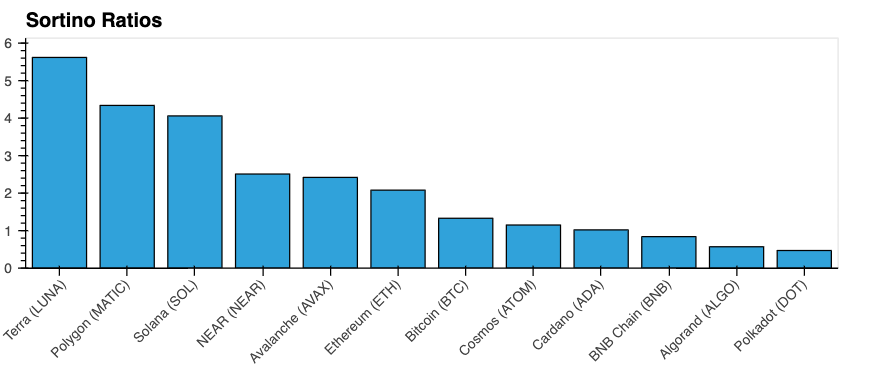 Sortino Ratios
6
5
4
3
2
1
0
Terra (LUNA)
Polygon (MATIC)
Solana (SOL)
NEAR (NEAR)
Avalanche (AVAX)
Ethereum (ETH)
Bitcoin (BTC)
Cosmos (ATOM)
Cardano (ADA)
BNB Chain (BNB)
Algorand (ALGO)
Polkadot (DOT)